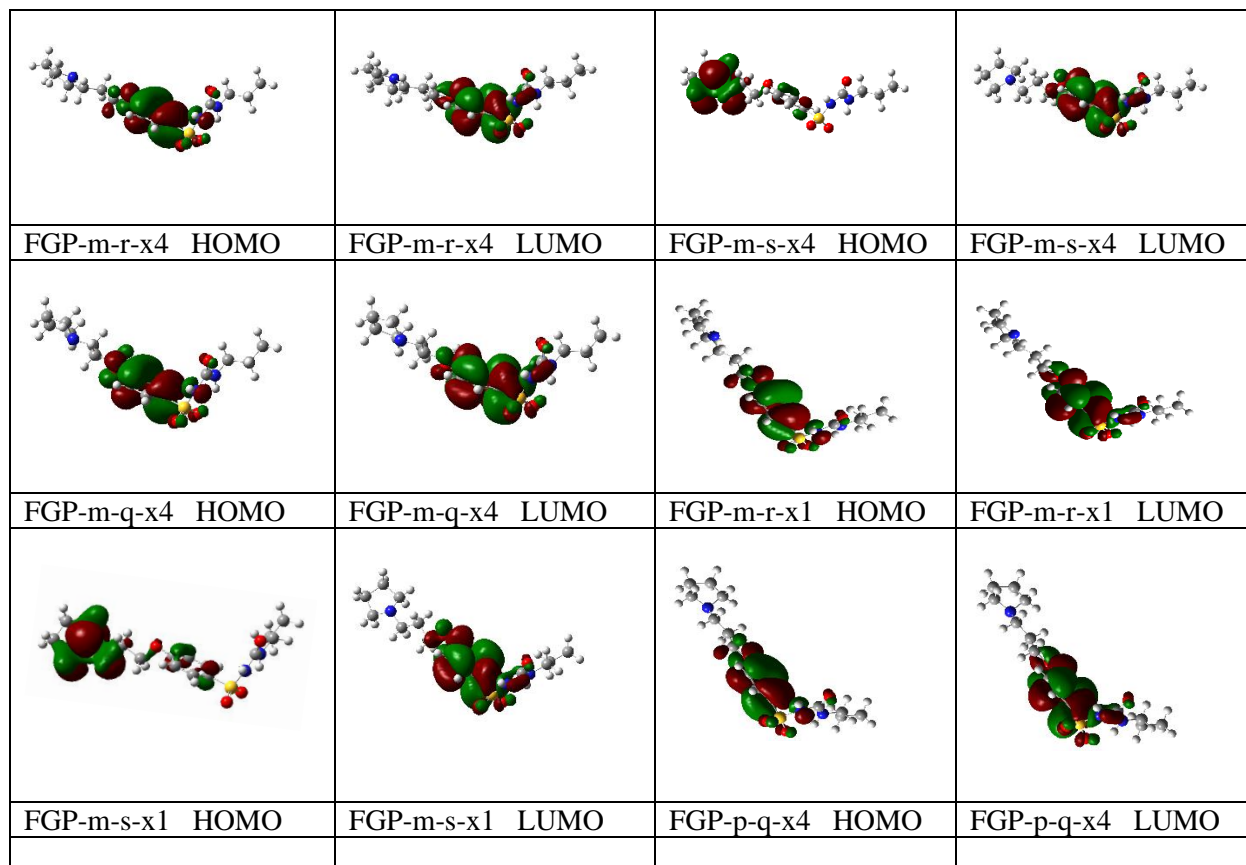 FGP-m-r-x4 HOMO FGP-m-r-x4 LUMO FGP-m-s-x4 HOMO FGP-m-s-x4 LUMO
FGP-m-q-x4 HOMO FGP-m-q-x4 LUMO FGP-m-r-x1 HOMO FGP-m-r-x1 LUMO
FGP-m-s-x1 HOMO FGP-m-s-x1 LUMO FGP-p-q-x4 HOMO FGP-p-q-x4 LUMO